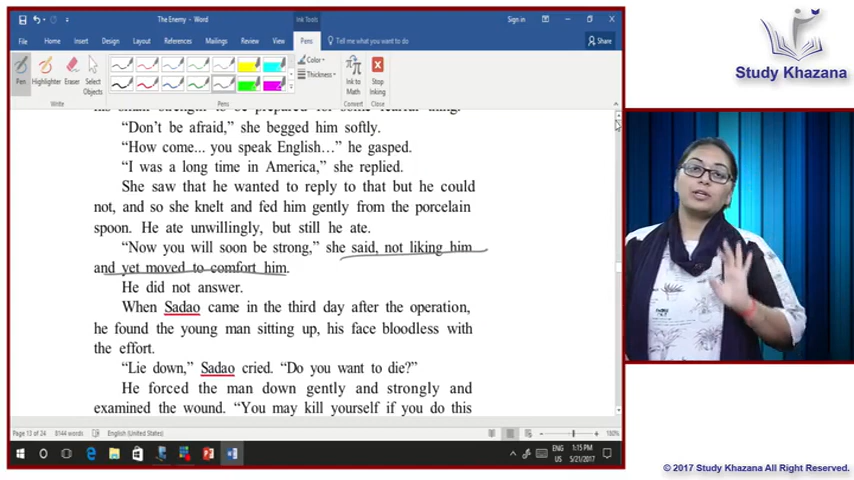 The Enemy - Word
Ink Tools
Sign in
File Home Insert Design Layout References Mailings Review View Pens Tell me what you want to do
Share
Pen Highlighter Eraser Select Objects
Color
Thickness
Ink to Math
Stop Inking
Write Pens Convert Close
his small strength to be prepared for some fearful thing.
“Don't be afraid,” she begged him softly.
“How come... you speak English…” he gasped.
“I was a long time in America,” she replied.
She saw that he wanted to reply to that but he could
not, and so she knelt and fed him gently from the porcelain
spoon. He ate unwillingly, but still he ate.
“Now you will soon be strong,” she said, not liking him
and yet moved to comfort him.
He did not answer.
When Sadao came in the third day after the operation,
he found the young man sitting up, his face bloodless with
the effort.
“Lie down,” Sadao cried. “Do you want to die?”
He forced the man down gently and strongly and
examined the wound. “You may kill yourself if you do this
Page 13 of 24 8144 words English (United States)
100%
ENG
US
1:15 PM
5/21/2017
Study Khazana
© 2017 Study Khazana All Right Reserved.